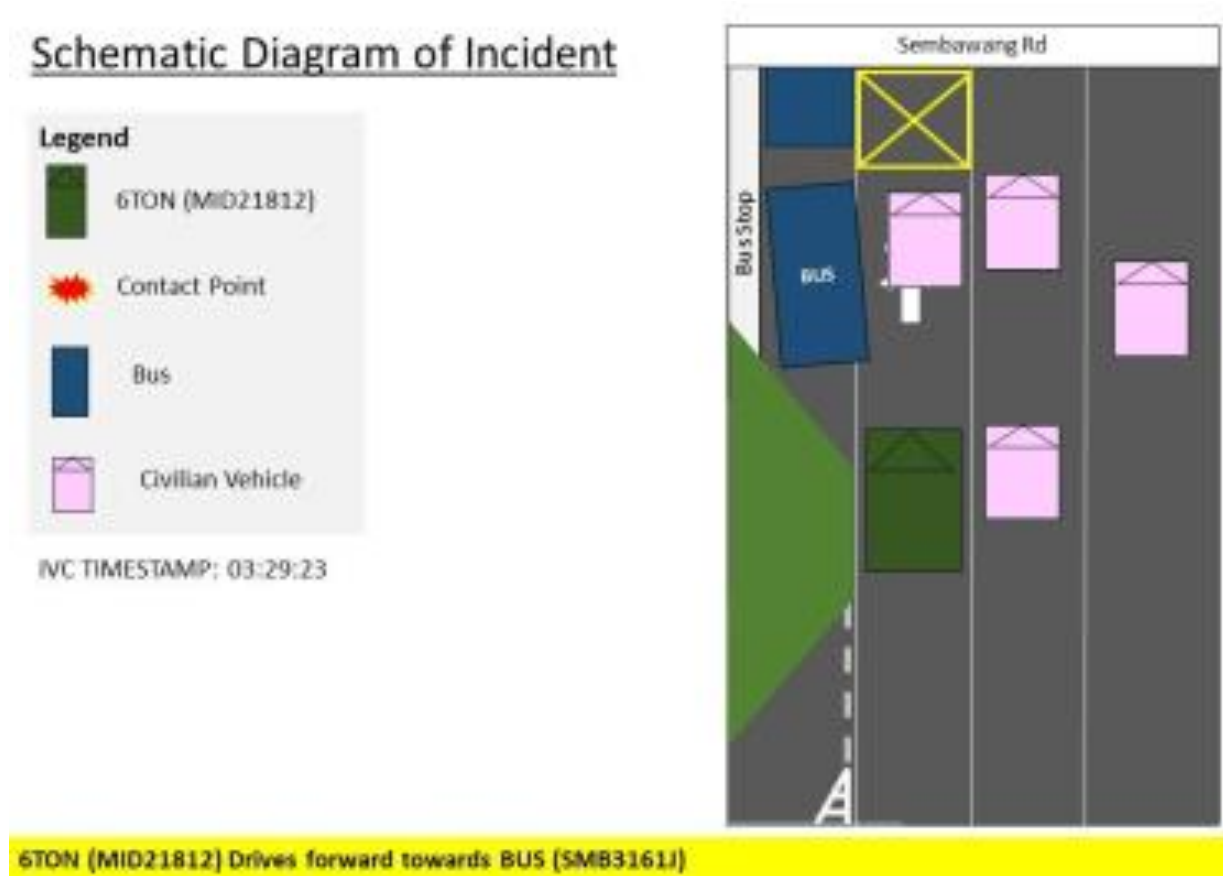 Schematic Diagram of Incident
Legend
6TON (MID21812)
Contact Point
Bus
Civilian Vehicle
IVC TIMESTAMP: 03:29:23
Sembawang Rd
Bus Stop
BUS
6TON (MID21812) Drives forward towards BUS (SMB3161J)